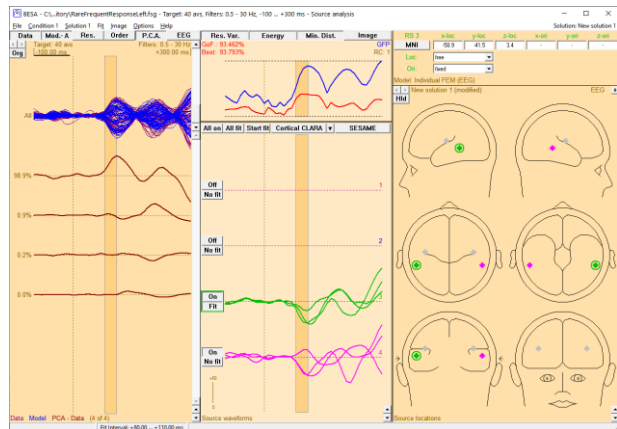 BESA - C:\...itory\RareFrequentResponseLeft.fsg - Target: 40 avs, Filters: 0.5 - 30 Hz, -100 ... +300 ms - Source analysis
File Condition 1 Solution 1 Fit Image Options Help Solution: New solution 1
Data Mod.- A Res. Order P.C.A. EEG
Target: 40 avs Filters: 0.5 - 30 Hz
Org -100.00 ms +300.00 ms
All
98.9%
0.9%
0.2%
0.0%
Data Model PCA - Data (4 of 4)
Fit Interval: +80.00 ... +110.00 ms
Res. Var. Energy Min. Dist. Image
GoF: 93.462% GFP
Best: 93.793% RC: 1
All on All fit Start fit Cortical CLARA SESAME
Off
No fit
1
Off
No fit
2
On
Fit
3
On
No fit
4
Source waveforms
RS 3 x-loc y-loc z-loc x-ori y-ori z-ori
MNI -58.9 -41.5 3.4 - - -
Loc: free
Ori: fixed
Model: Individual FEM (EEG)
New solution 1 (modified) EEG
Hld
Source locations